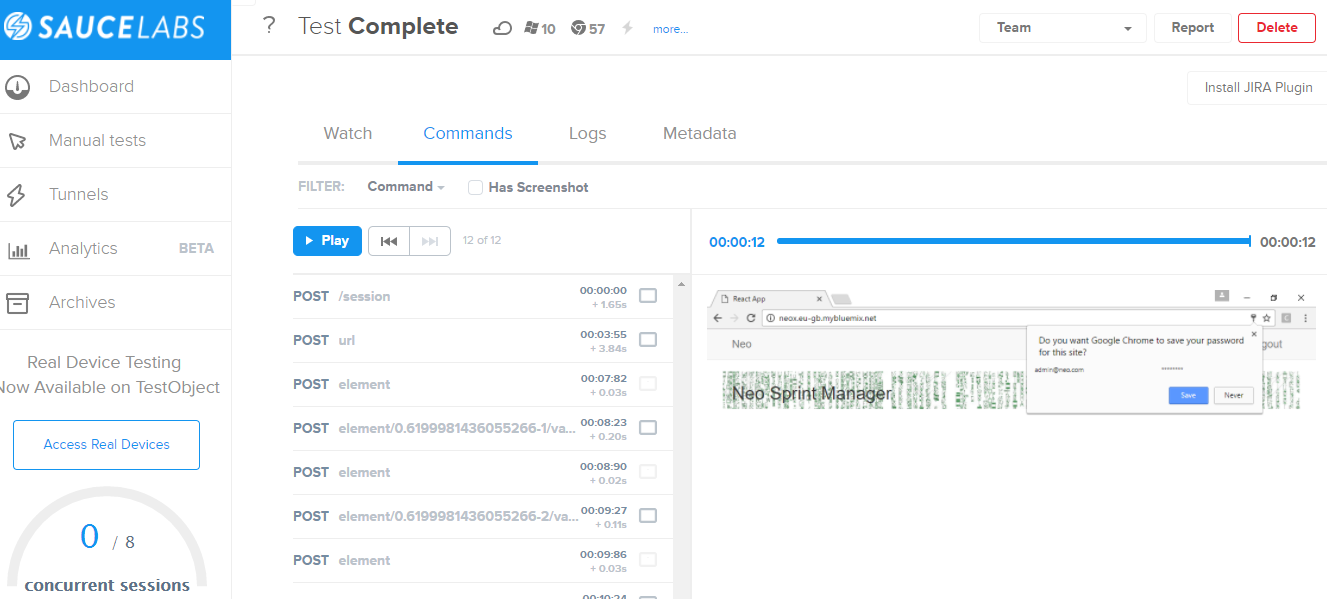 SAUCELABS
Dashboard
Manual tests
Tunnels
Analytics BETA
Archives
Real Device Testing
Now Available on TestObject
Access Real Devices
0 / 8
concurrent sessions
? Test Complete 10 57 more...
Team Report Delete
Install JIRA Plugin
Watch Commands Logs Metadata
FILTER: Command Has Screenshot
Play 12 of 12
POST /session 00:00:00
+ 1.65s
POST url 00:03:55
+ 3.84s
POST element 00:07:82
+ 0.03s
POST element/0.6199981436055266-1/va... 00:08:23
+ 0.20s
POST element 00:08:90
+ 0.02s
POST element/0.6199981436055266-2/va... 00:09:27
+ 0.11s
POST element 00:09:86
+ 0.03s
00:10:24
00:00:12 00:00:12
React App
neox.eu-gb.mybluemix.net
Neo gout
Neo Sprint Manager
Do you want Google Chrome to save your password
for this site?
admin@neo.com ********
Save Never